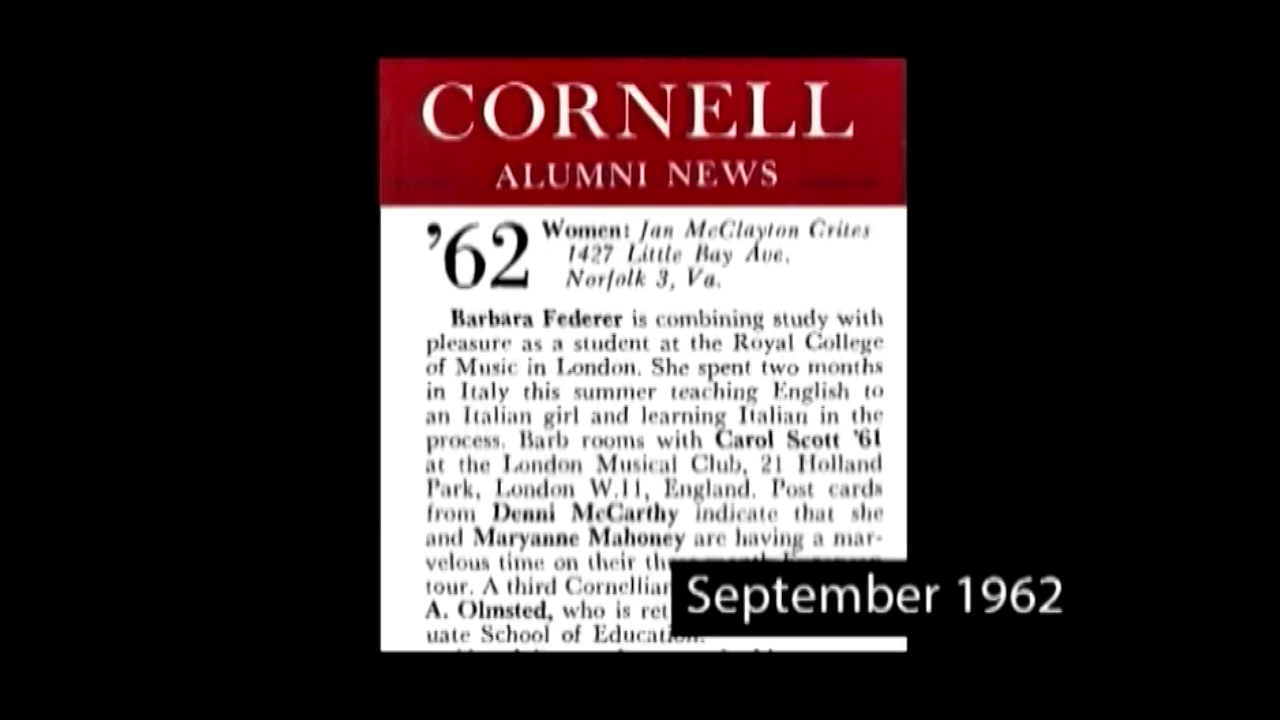 CORNELL
ALUMNI NEWS
'62 Women: Jan McClayton Crites
1427 Little Bay Ave.
Norfolk 3, Va.
Barbara Federer is combining study with
pleasure as a student at the Royal College
of Music in London. She spent two months
in Italy this summer teaching English to
an Italian girl and learning Italian in the
process. Barb rooms with Carol Scott '61
at the London Musical Club, 21 Holland
Park, London W.11, England. Post cards
from Denni McCarthy indicate that she
and Maryanne Mahoney are having a mar-
velous time on their
tour. A third Cornellian
A. Olmsted, who is
uate School of Education.
September 1962